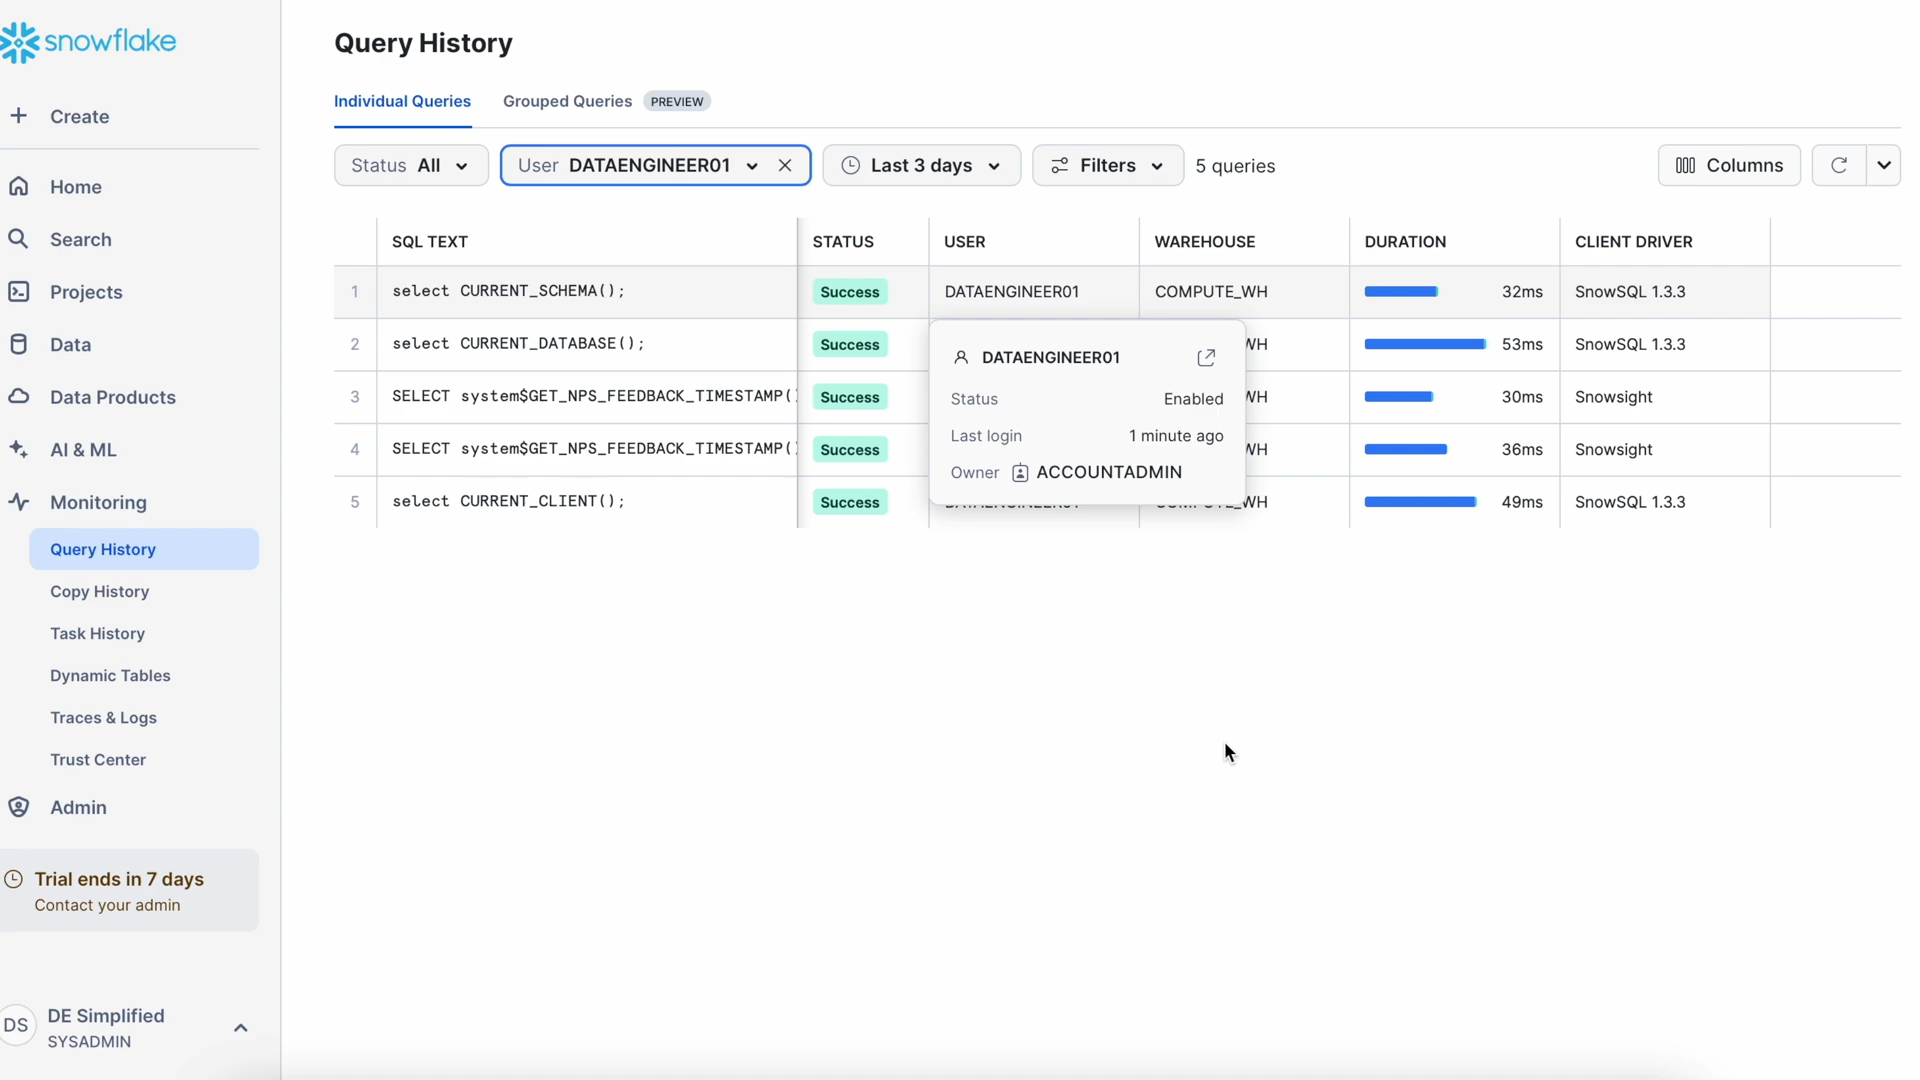 snowflake
Create
Home
Search
Projects
Data
Data Products
AI & ML
Monitoring
Query History
Copy History
Task History
Dynamic Tables
Traces & Logs
Trust Center
Admin
Trial ends in 7 days
Contact your admin
DS
DE Simplified
SYSADMIN
Query History
Individual Queries Grouped Queries PREVIEW
Status All User DATAENGINEER01 Last 3 days Filters 5 queries Columns
SQL TEXT STATUS USER WAREHOUSE DURATION CLIENT DRIVER
1 select CURRENT_SCHEMA(); Success DATAENGINEER01 COMPUTE_WH 32ms SnowSQL 1.3.3
2 select CURRENT_DATABASE(); Success WH 53ms SnowSQL 1.3.3
3 SELECT system$GET_NPS_FEEDBACK_TIMESTAMP() Success WH 30ms Snowsight
4 SELECT system$GET_NPS_FEEDBACK_TIMESTAMP() Success WH 36ms Snowsight
5 select CURRENT_CLIENT(); Success DATAENGINEER01 COMPUTE_WH 49ms SnowSQL 1.3.3
DATAENGINEER01
Status Enabled
Last login 1 minute ago
Owner ACCOUNTADMIN